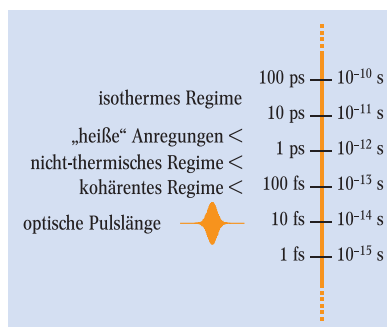 100 ps 10⁻¹⁰ s
isothermes Regime
10 ps 10⁻¹¹ s
„heiße“ Anregungen <
1 ps 10⁻¹² s
nicht-thermisches Regime <
kohärentes Regime < 100 fs 10⁻¹³ s
optische Pulslänge 10 fs 10⁻¹⁴ s
1 fs 10⁻¹⁵ s